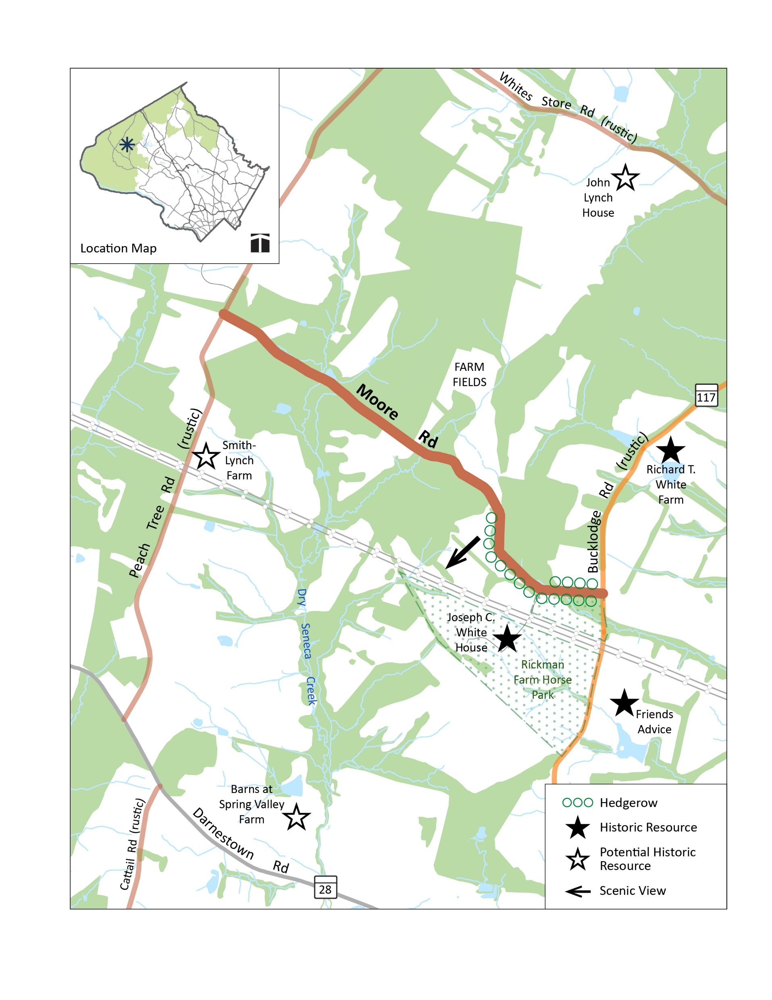 Location Map
Whites Store Rd (rustic)
John
Lynch
House
FARM
FIELDS
Moore Rd
117
(rustic)
Smith-
Lynch
Farm
Peach Tree Rd
Bucklodge Rd (rustic)
Richard T.
White
Farm
Dry Seneca Creek
Joseph C.
White
House
Rickman
Farm Horse
Park
Friends
Advice
Barns at
Spring Valley
Farm
Darnestown Rd
28
Cattail Rd (rustic)
Hedgerow
Historic Resource
Potential Historic
Resource
Scenic View